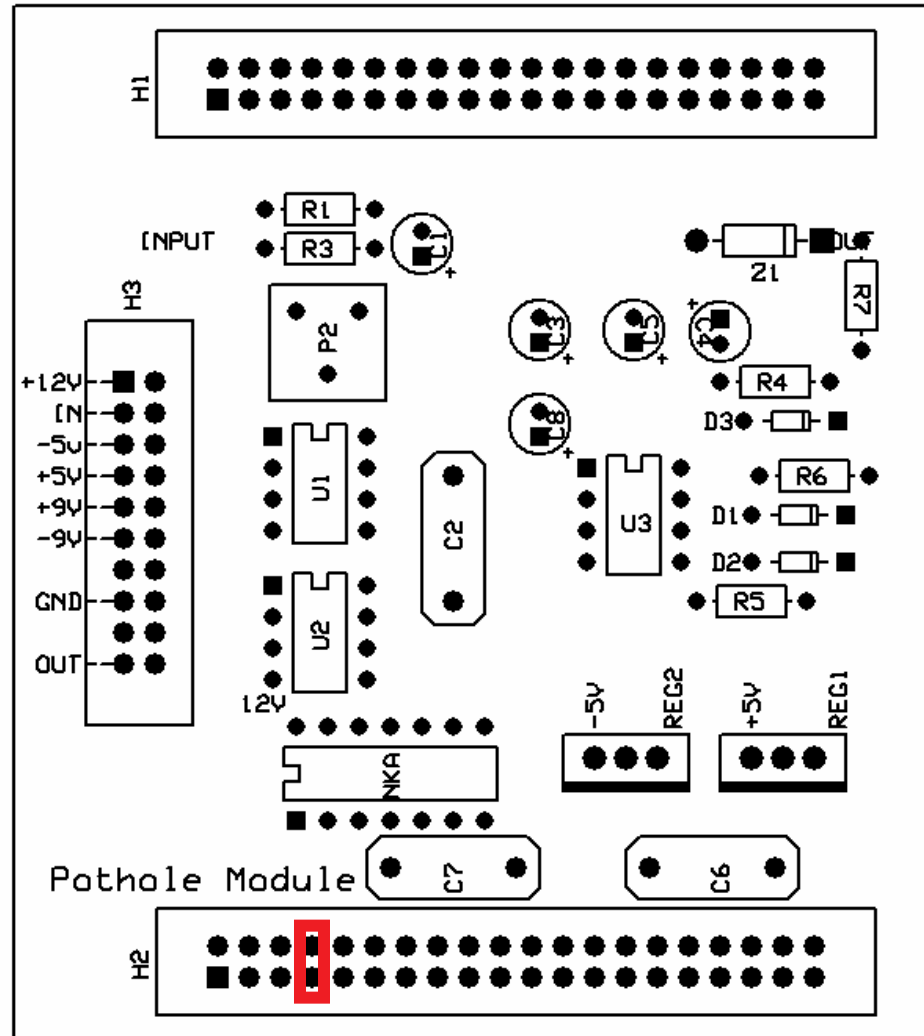 H1
R1
INPUT
R3
C1
+
OUT
Z1
H3
R7
P2
C3
+
C5
+
+
C4
+12V
R4
IN
D3
C8
+
-5V
+5V
R6
U1
+9V
D1
U3
C2
-9V
D2
GND
R5
U2
OUT
12V
-5V
REG2
+5V
REG1
NKA
Pothole Module
C7
C6
H2